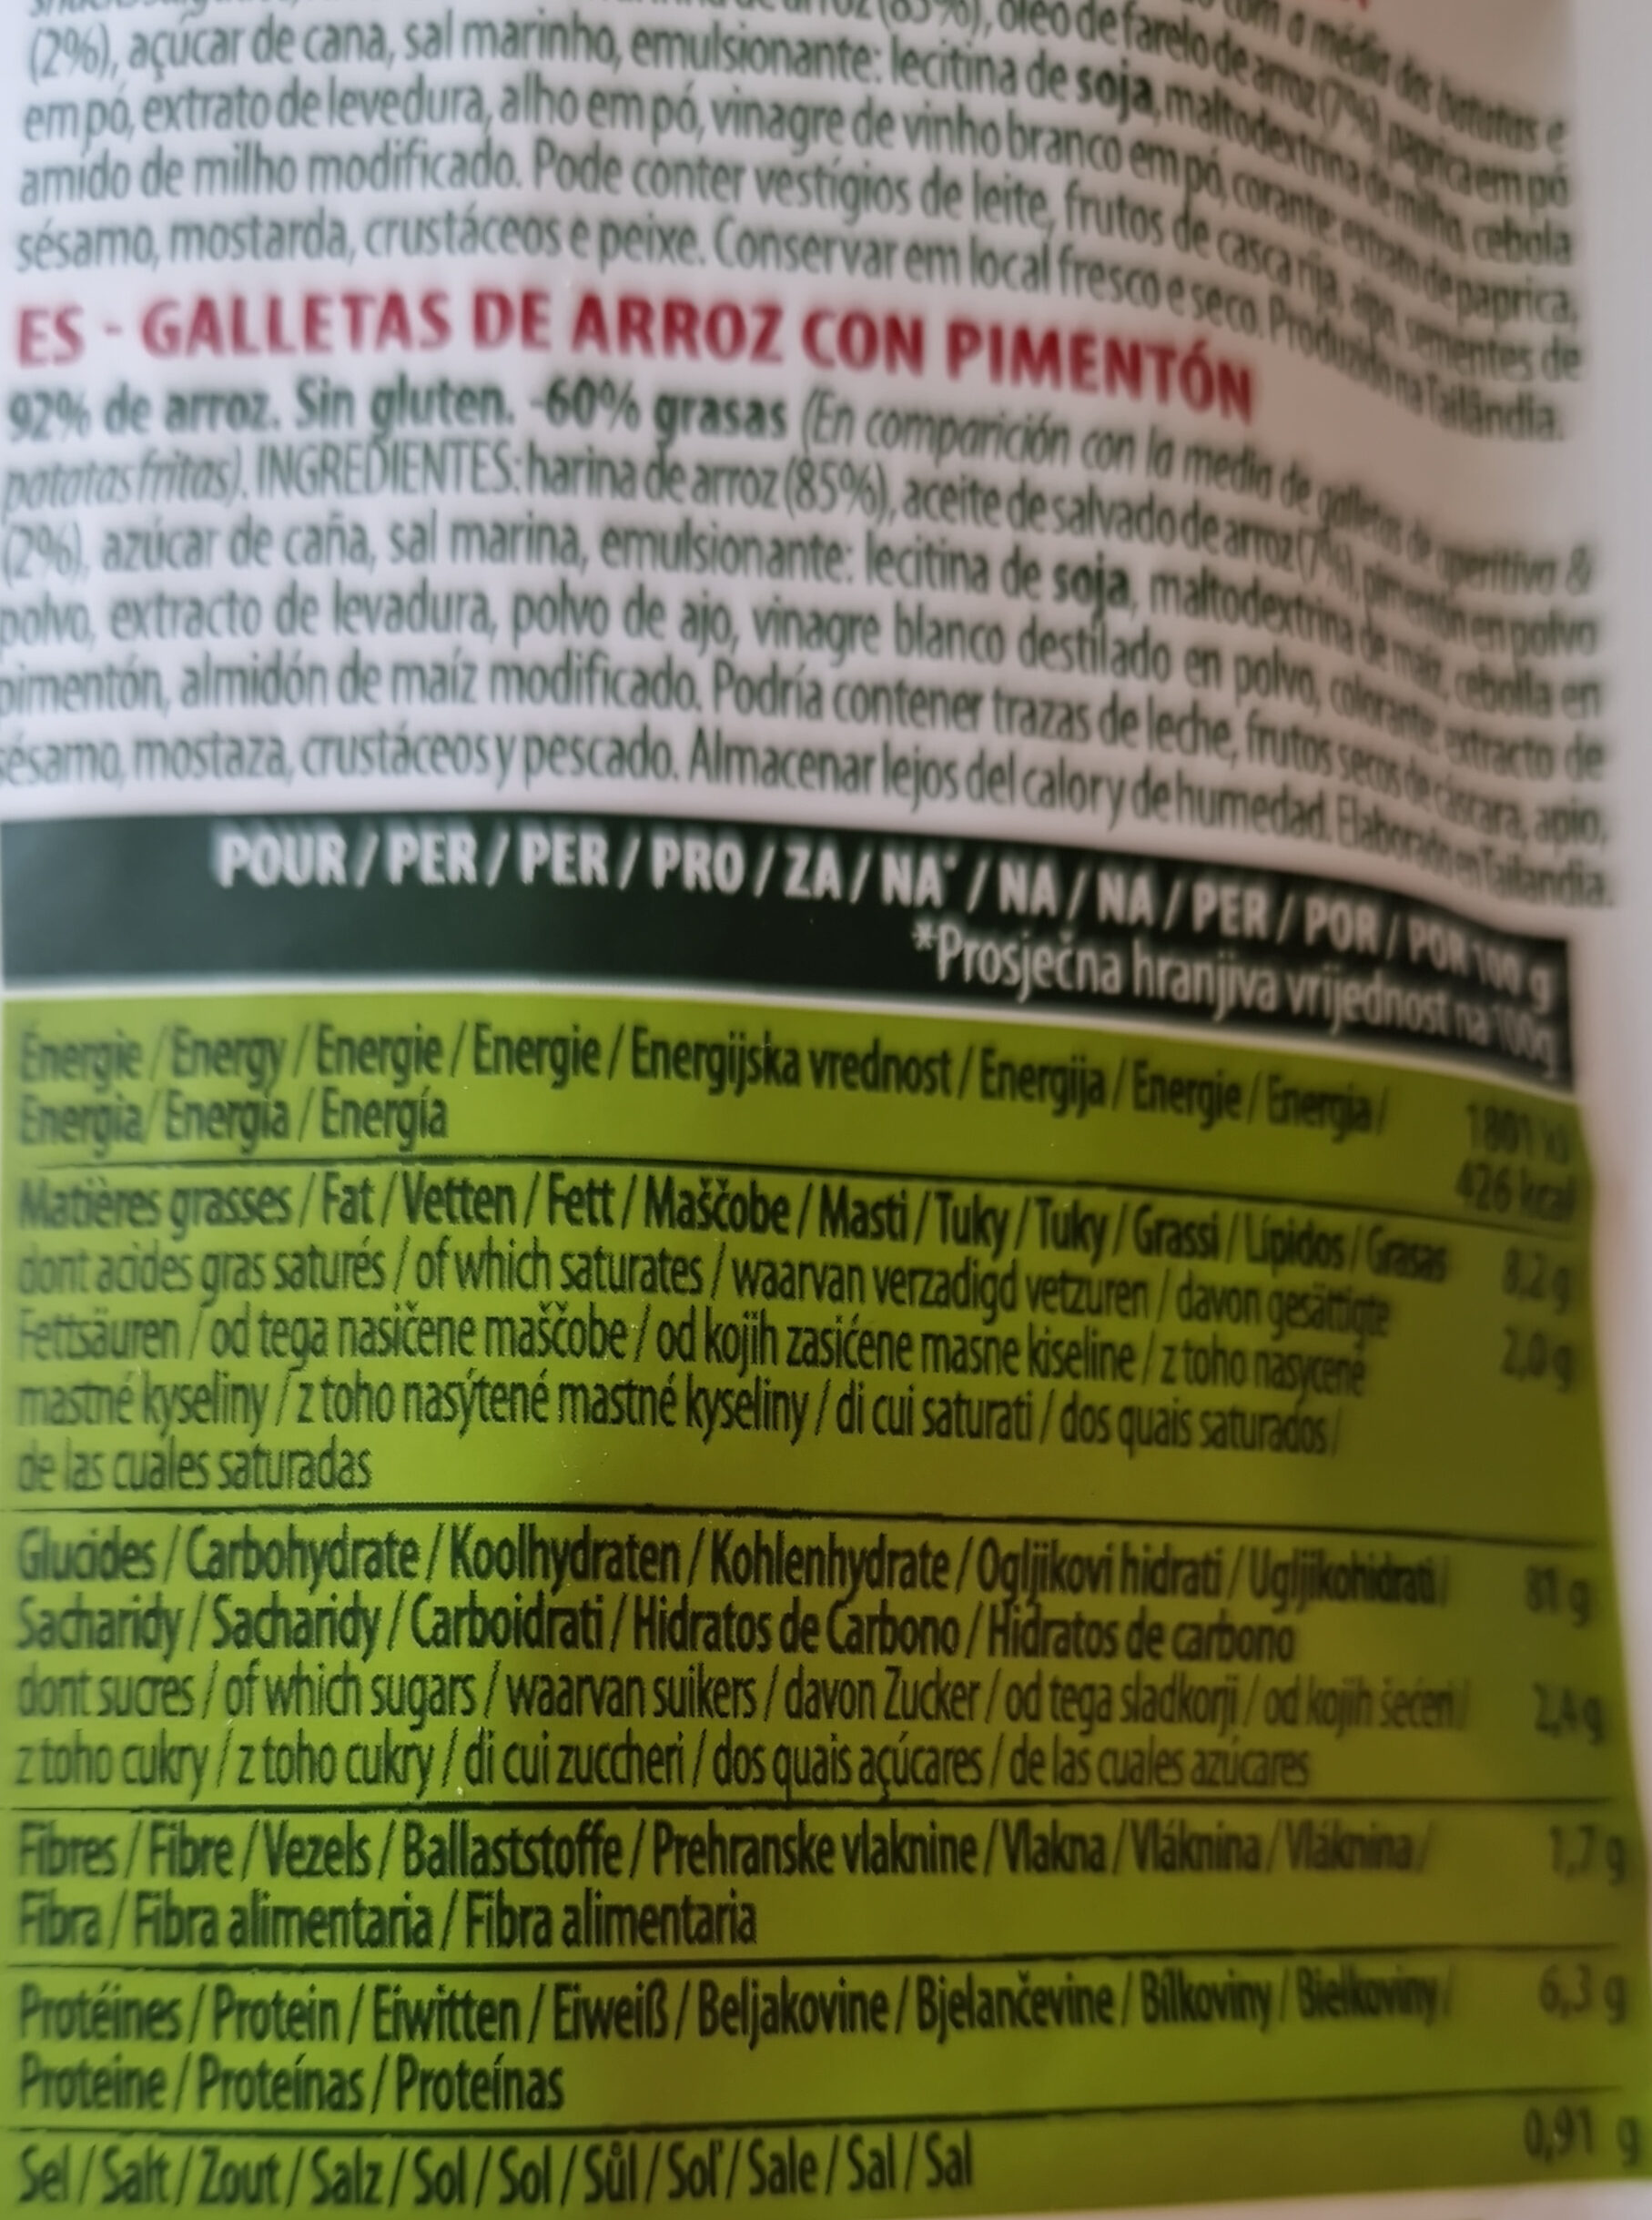 (85%), óleo de farelo de arroz (7%), paprica em pó
com a média das batatas e
(2%), açúcar de cana, sal marinho, emulsionante: lecitina de soja, maltodextrina de milho, cebola
em pó, extrato de levedura, alho em pó, vinagre de vinho branco em pó, corante: extrato de paprica,
amido de milho modificado. Pode conter vestígios de leite, frutos de casca rija, aipo, sementes de
sésamo, mostarda, crustáceos e peixe. Conservar em local fresco e seco. Produzido na Tailândia.
ES - GALLETAS DE ARROZ CON PIMENTÓN
92% de arroz. Sin gluten. -60% grasas (En comparición con la media de galletas de aperitivo &
patatas fritas). INGREDIENTES: harina de arroz (85%), aceite de salvado de arroz (7%), pimentón en polvo
(2%), azúcar de caña, sal marina, emulsionante: lecitina de soja, maltodextrina de maíz, cebolla en
polvo, extracto de levadura, polvo de ajo, vinagre blanco destilado en polvo, colorante: extracto de
pimentón, almidón de maíz modificado. Podría contener trazas de leche, frutos secos de cáscara, apio,
sésamo, mostaza, crustáceos y pescado. Almacenar lejos del calor y de humedad. Elaborado en Tailandia.
POUR / PER / PER / PRO / ZA / NA* / NA / NA / PER / POR / POR 100 g
*Prosječna hranjiva vrijednost na 100g
Énergie / Energy / Energie / Energie / Energijska vrednost / Energija / Energie / Energia / 1801 kJ
Energia / Energia / Energía 426 kcal
Matières grasses / Fat / Vetten / Fett / Maščobe / Masti / Tuky / Tuky / Grassi / Lípidos / Grasas 8,2 g
dont acides gras saturés / of which saturates / waarvan verzadigd vetzuren / davon gesättigte 2,0 g
Fettsäuren / od tega nasičene maščobe / od kojih zasićene masne kiseline / z toho nasycené
mastné kyseliny / z toho nasýtené mastné kyseliny / di cui saturati / dos quais saturados /
de las cuales saturadas
Glucides / Carbohydrate / Koolhydraten / Kohlenhydrate / Ogljikovi hidrati / Ugljikohidrati / 81 g
Sacharidy / Sacharidy / Carboidrati / Hidratos de Carbono / Hidratos de carbono
dont sucres / of which sugars / waarvan suikers / davon Zucker / od tega sladkorji / od kojih šećeri / 2,4 g
z toho cukry / z toho cukry / di cui zuccheri / dos quais açúcares / de las cuales azúcares
Fibres / Fibre / Vezels / Ballaststoffe / Prehranske vlaknine / Vlakna / Vláknina / Vláknina / 1,7 g
Fibra / Fibra alimentaria / Fibra alimentaria
Protéines / Protein / Eiwitten / Eiweiß / Beljakovine / Bjelančevine / Bílkoviny / Bielkoviny / 6,3 g
Proteine / Proteínas / Proteínas
Sel / Salt / Zout / Salz / Sol / Sol / Sůl / Soľ / Sale / Sal / Sal 0,91 g